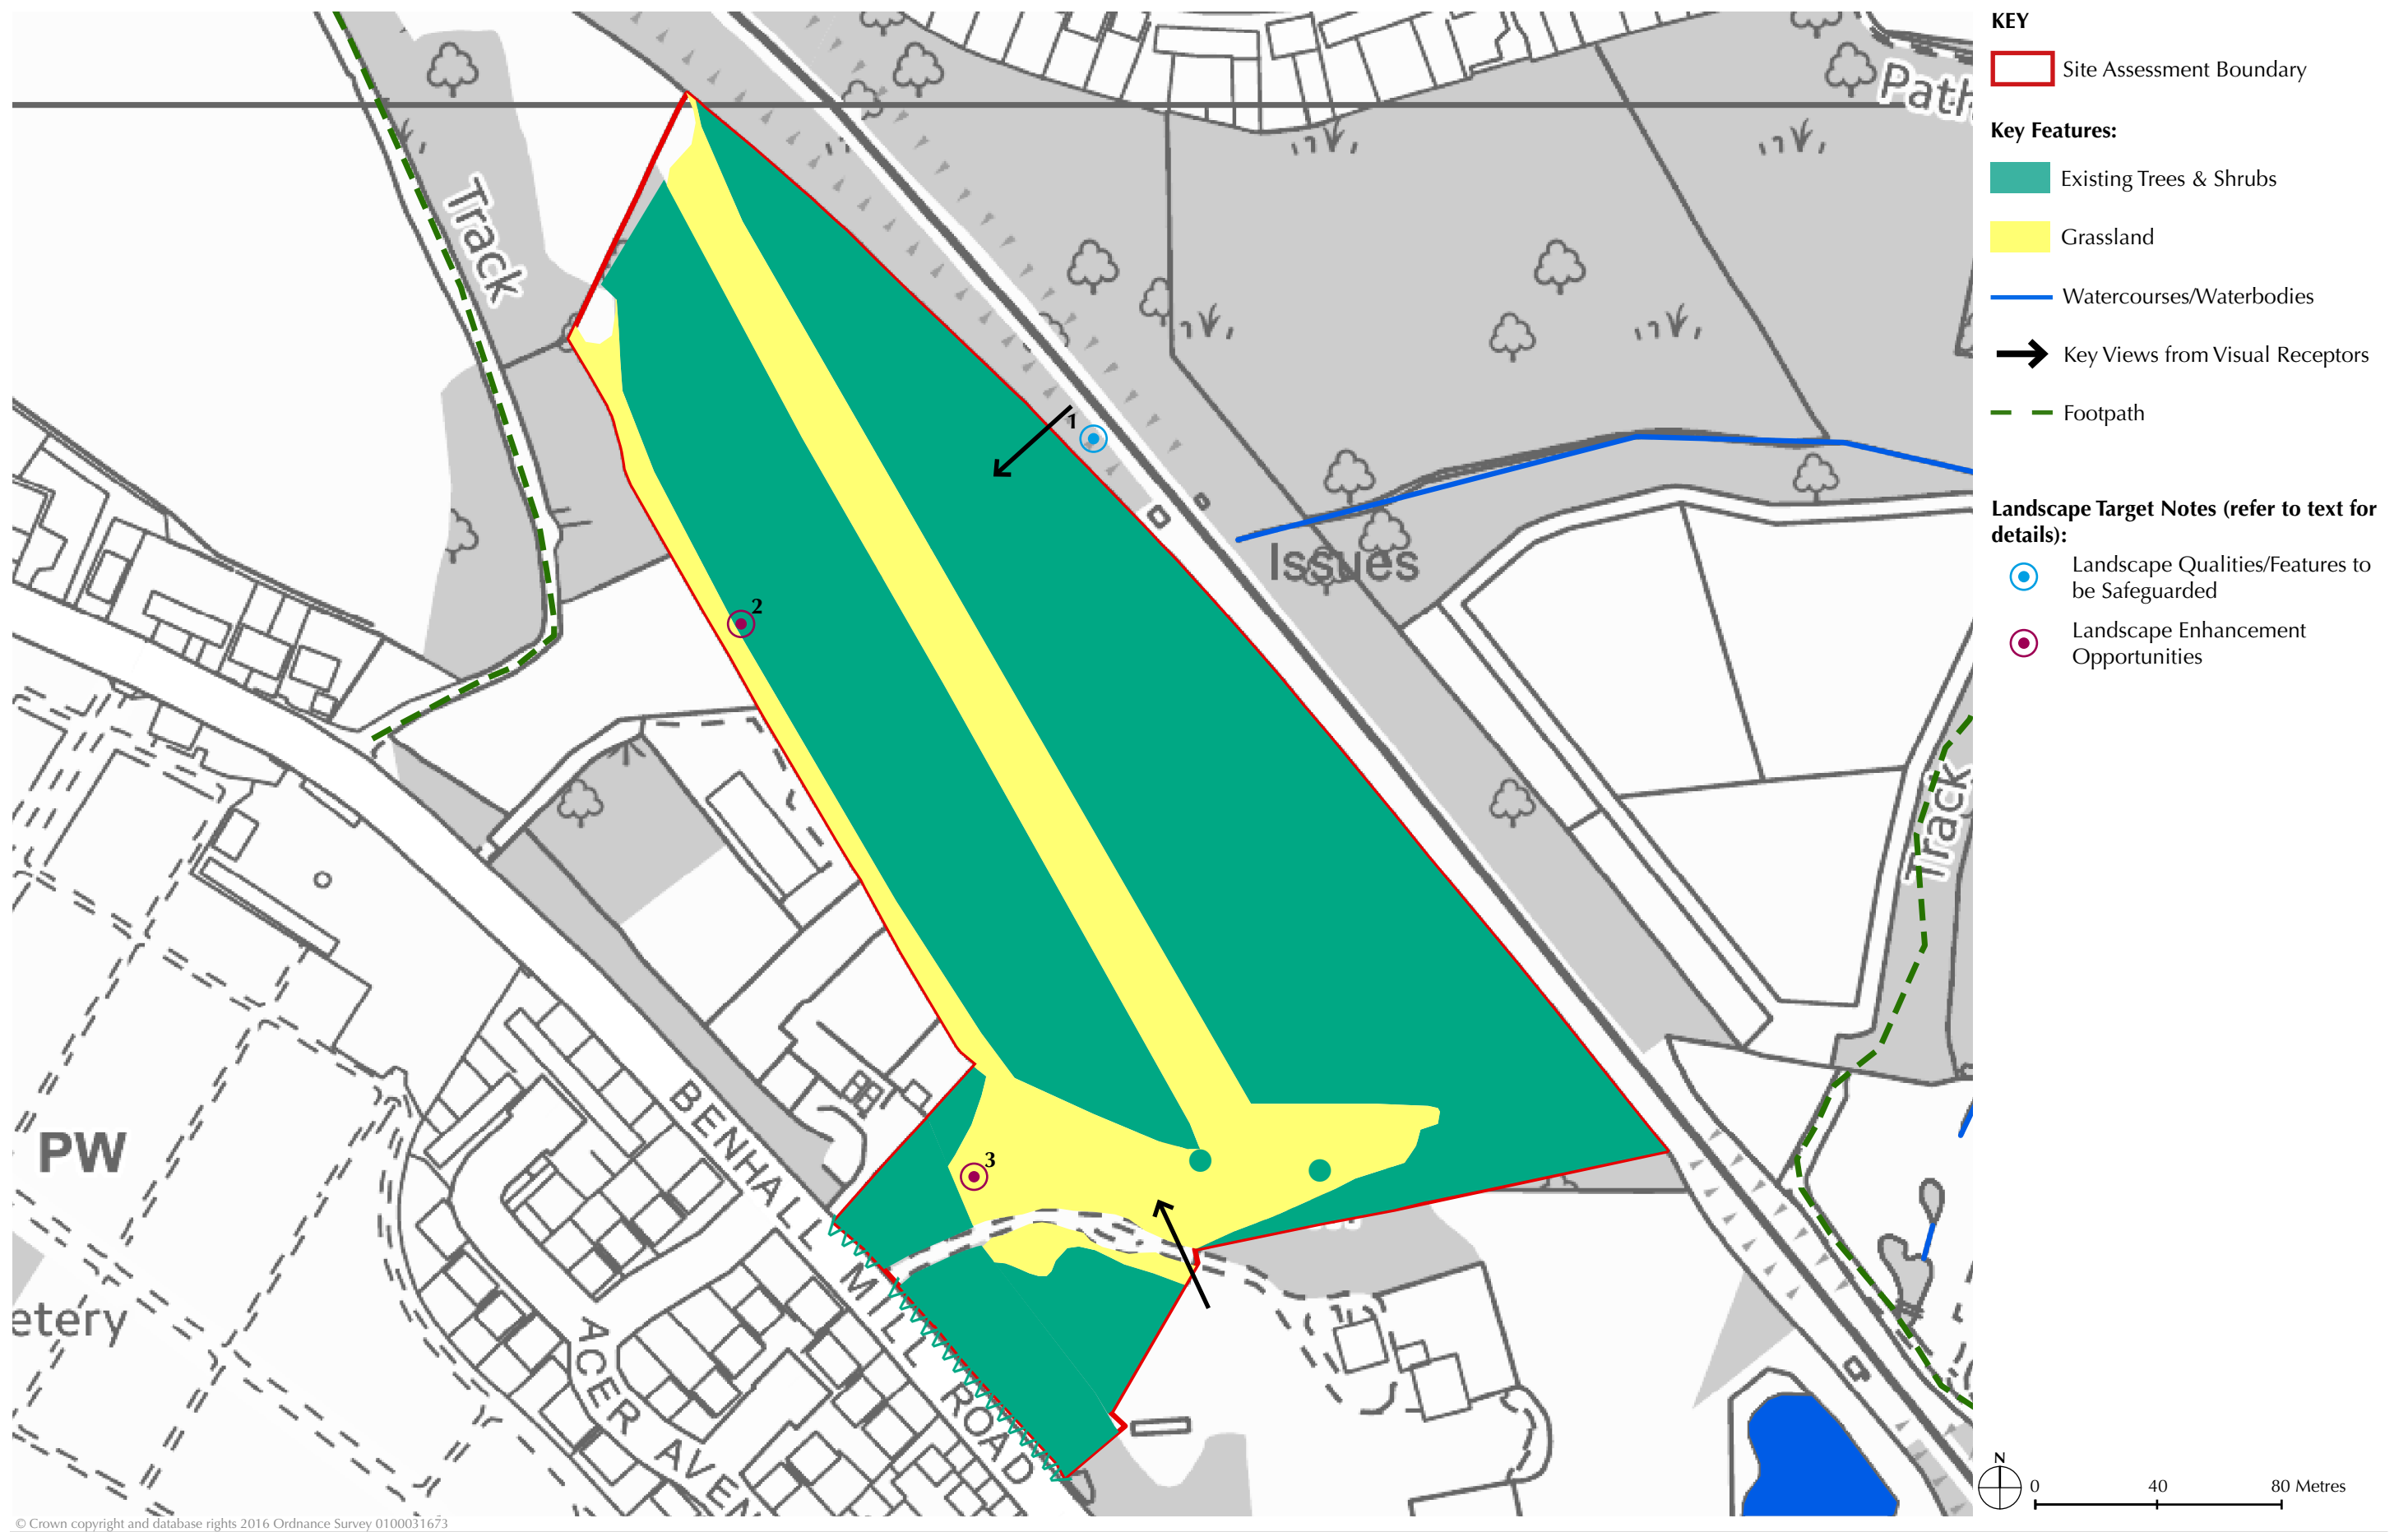 KEY
Site Assessment Boundary
Key Features:
Existing Trees & Shrubs
Grassland
Watercourses/Waterbodies
Key Views from Visual Receptors
Footpath
Landscape Target Notes (refer to text for
details):
Landscape Qualities/Features to
be Safeguarded
Landscape Enhancement
Opportunities
N
0 40 80 Metres
Path
Track
1
Issues
2
Track
BENHALL MILL ROAD
PW
3
etery
ACER AVEN
© Crown copyright and database rights 2016 Ordnance Survey 0100031673